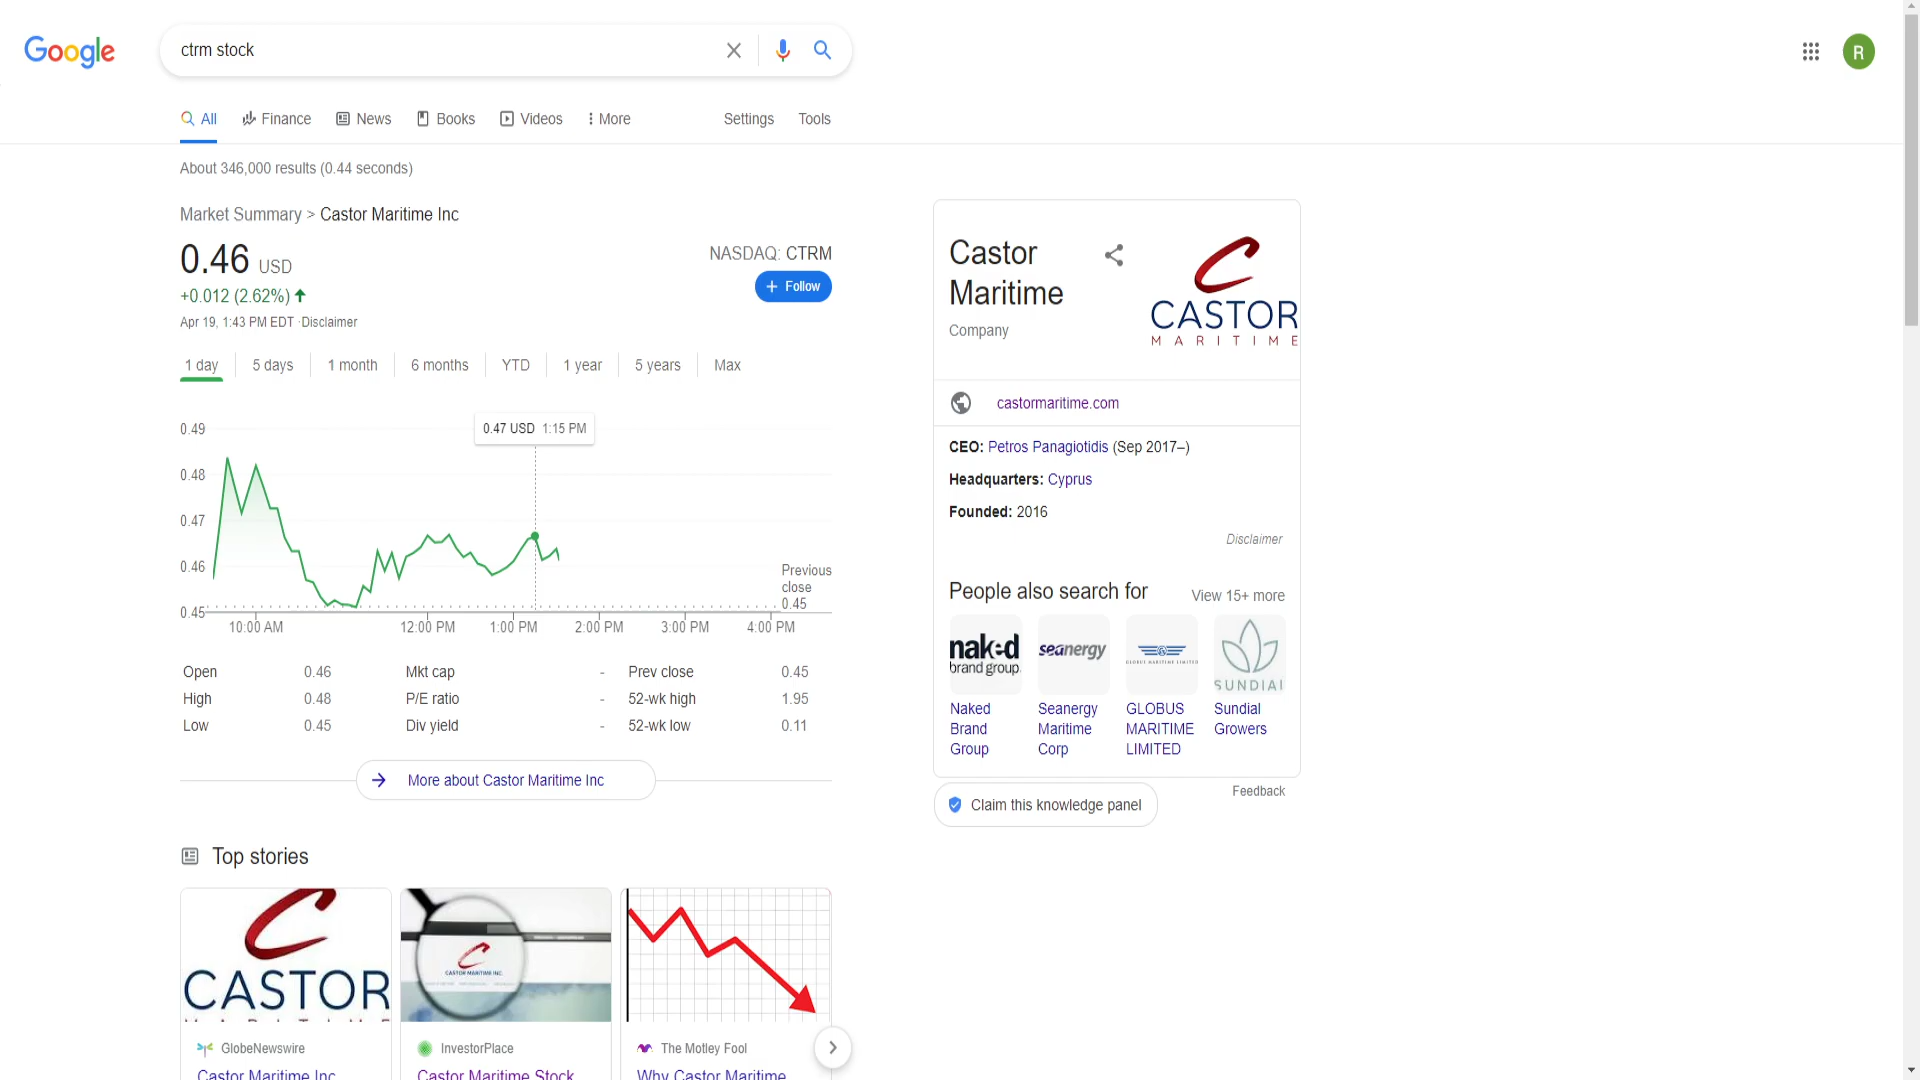 Google
ctrm stock
R
All
Finance
News
Books
Videos
More
Settings
Tools
About 346,000 results (0.44 seconds)
Market Summary > Castor Maritime Inc
0.46 USD
NASDAQ: CTRM
+0.012 (2.62%)
Follow
Apr 19, 1:43 PM EDT ·Disclaimer
1 day
5 days
1 month
6 months
YTD
1 year
5 years
Max
0.47 USD 1:15 PM
0.49
0.48
0.47
0.46
0.45
Previous
close
0.45
10:00 AM
12:00 PM
1:00 PM
2:00 PM
3:00 PM
4:00 PM
Open 0.46 Mkt cap - Prev close 0.45
High 0.48 P/E ratio - 52-wk high 1.95
Low 0.45 Div yield - 52-wk low 0.11
More about Castor Maritime Inc
Top stories
CASTOR
CASTOR MARITIME INC.
GlobeNewswire
InvestorPlace
The Motley Fool
Castor Maritime Inc
Castor Maritime Stock
Why Castor Maritime
Castor
Maritime
Company
CASTOR
MARITIME
castormaritime.com
CEO: Petros Panagiotidis (Sep 2017–)
Headquarters: Cyprus
Founded: 2016
Disclaimer
People also search for
View 15+ more
naked
brand group
seanergy
GLOBUS MARITIME LIMITED
SUNDIAL
Naked
Brand
Group
Seanergy
Maritime
Corp
GLOBUS
MARITIME
LIMITED
Sundial
Growers
Feedback
Claim this knowledge panel